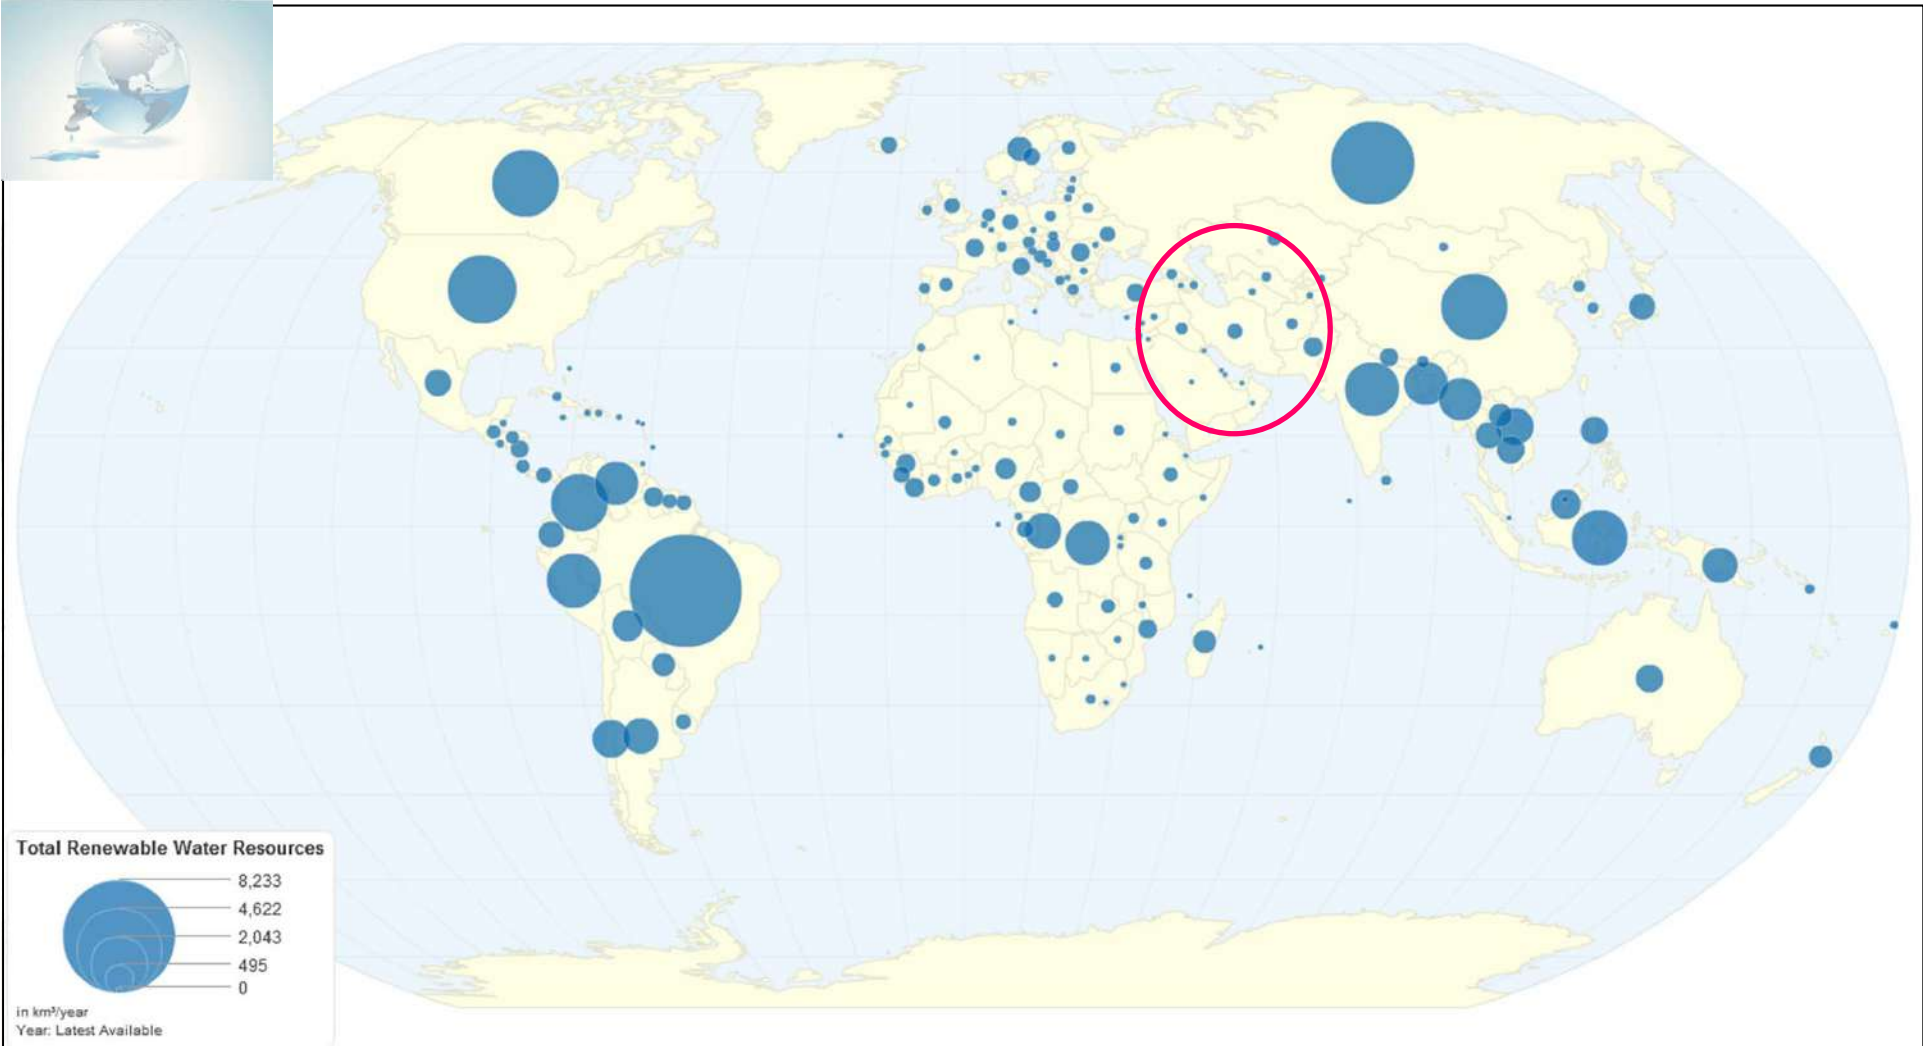 Total Renewable Water Resources
8,233
4,622
2,043
495
0
in km³/year
Year: Latest Available